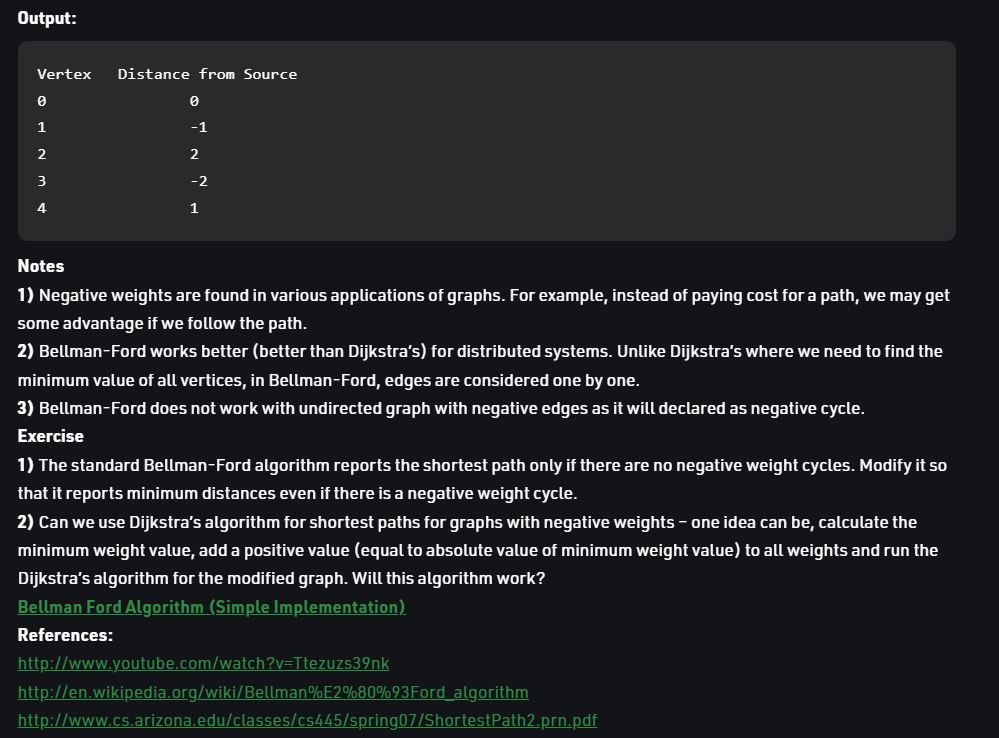 Output:
Vertex Distance from Source
0 0
1 -1
2 2
3 -2
4 1
Notes
1) Negative weights are found in various applications of graphs. For example, instead of paying cost for a path, we may get
some advantage if we follow the path.
2) Bellman-Ford works better (better than Dijkstra’s) for distributed systems. Unlike Dijkstra’s where we need to find the
minimum value of all vertices, in Bellman-Ford, edges are considered one by one.
3) Bellman-Ford does not work with undirected graph with negative edges as it will declared as negative cycle.
Exercise
1) The standard Bellman-Ford algorithm reports the shortest path only if there are no negative weight cycles. Modify it so
that it reports minimum distances even if there is a negative weight cycle.
2) Can we use Dijkstra’s algorithm for shortest paths for graphs with negative weights – one idea can be, calculate the
minimum weight value, add a positive value (equal to absolute value of minimum weight value) to all weights and run the
Dijkstra’s algorithm for the modified graph. Will this algorithm work?
Bellman Ford Algorithm (Simple Implementation)
References:
http://www.youtube.com/watch?v=Ttezuzs39nk
http://en.wikipedia.org/wiki/Bellman%E2%80%93Ford_algorithm
http://www.cs.arizona.edu/classes/cs445/spring07/ShortestPath2.prn.pdf